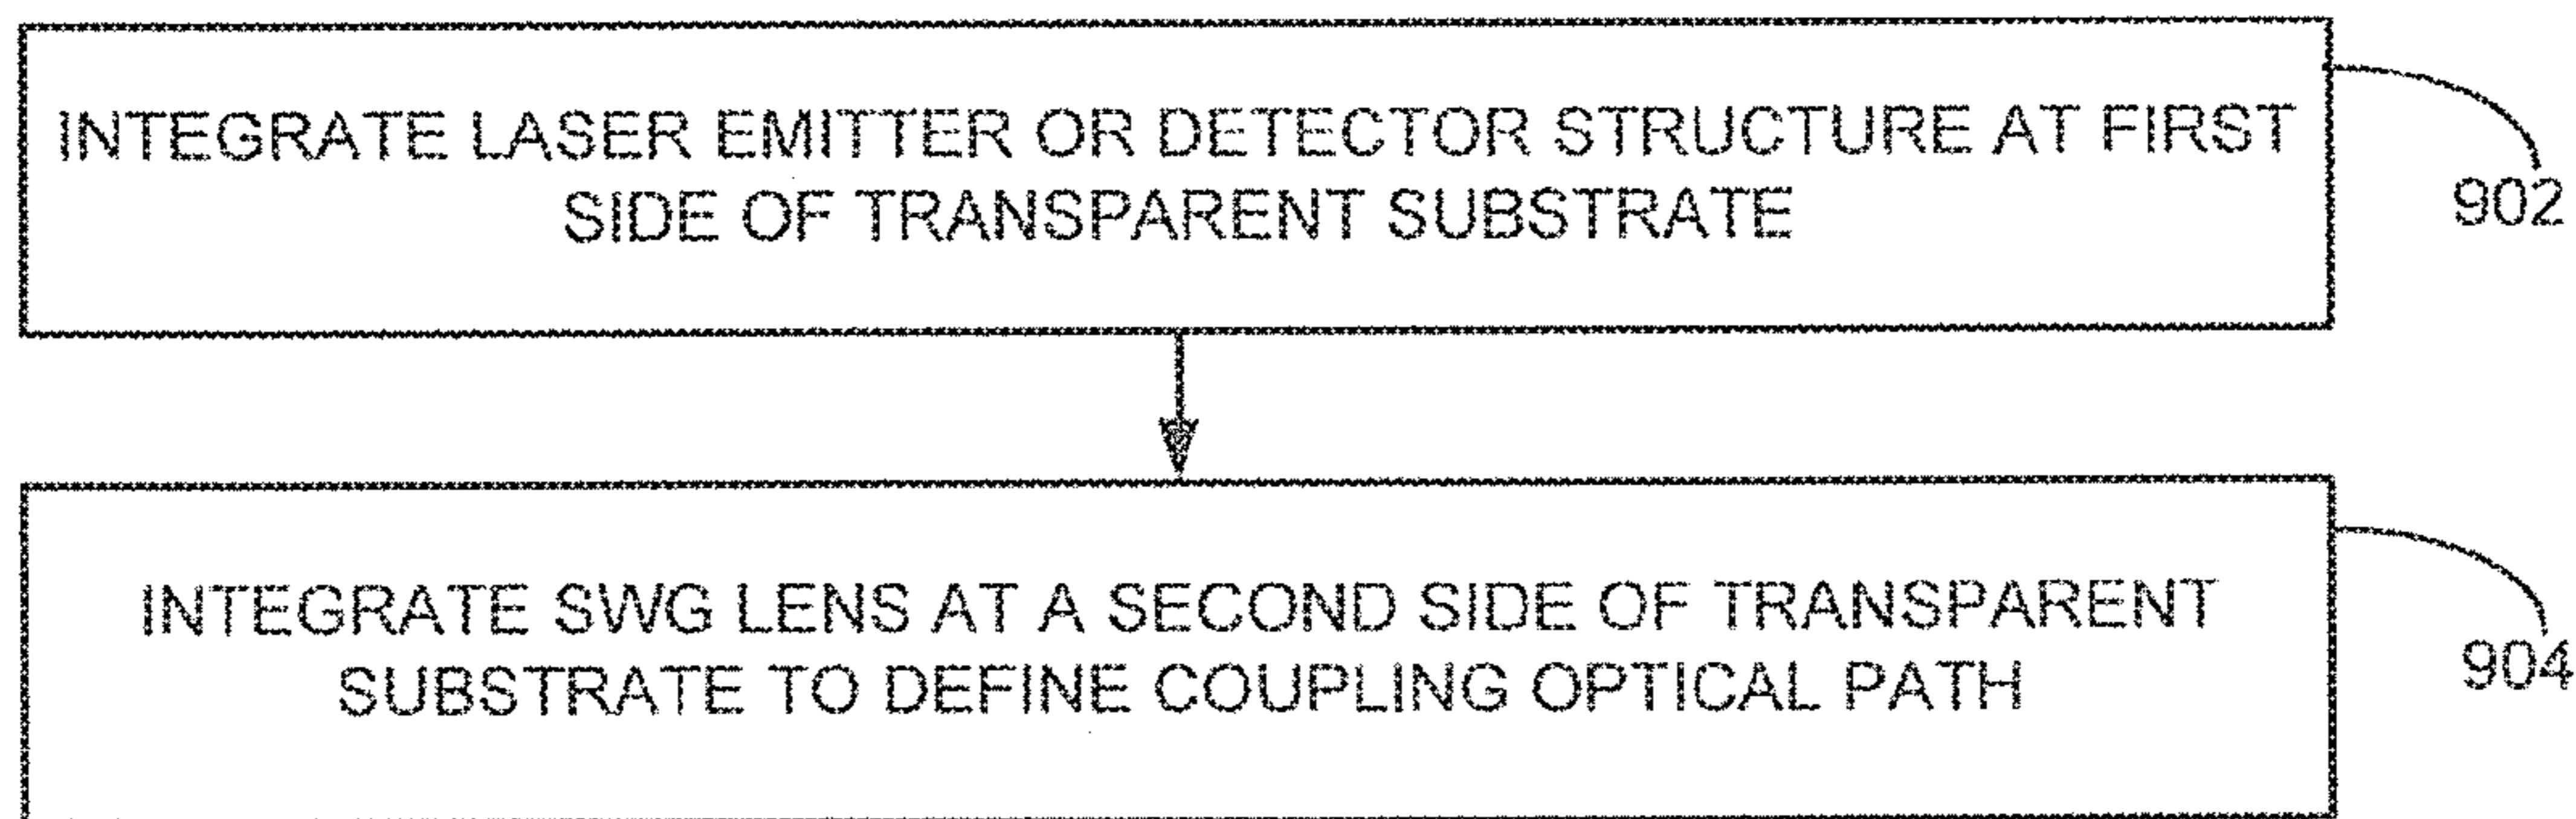 INTEGRATE LASER EMITTER OR DETECTOR STRUCTURE AT FIRST
SIDE OF TRANSPARENT SUBSTRATE
902
INTEGRATE SWG LENS AT A SECOND SIDE OF TRANSPARENT
SUBSTRATE TO DEFINE COUPLING OPTICAL PATH
904